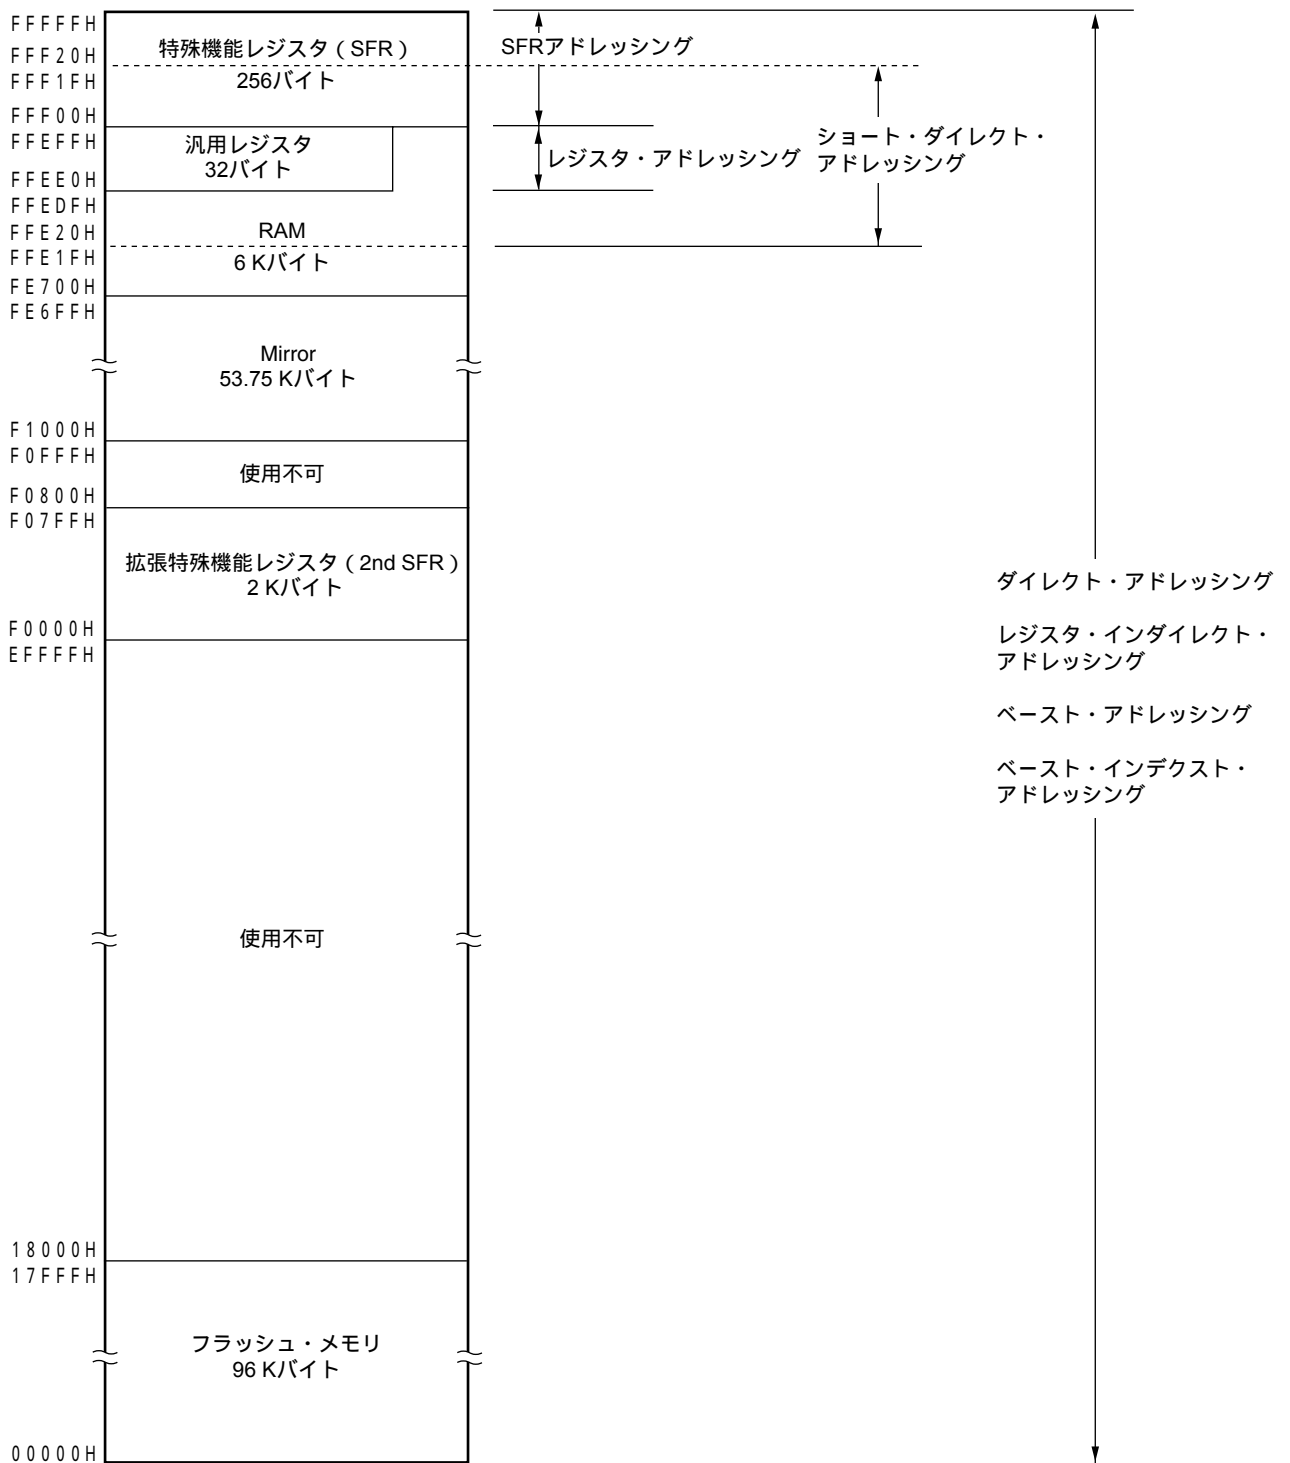 FFFFFH
FFF20H
FFF1FH
FFF00H
FFEFFH
FFEE0H
FFEDFH
FFE20H
FFE1FH
FE700H
FE6FFH
F1000H
F0FFFH
F0800H
F07FFH
F0000H
EFFFFH
18000H
17FFFH
00000H
特殊機能レジスタ(SFR)
256バイト
汎用レジスタ
32バイト
RAM
6 Kバイト
Mirror
53.75 Kバイト
使用不可
拡張特殊機能レジスタ(2nd SFR)
2 Kバイト
使用不可
フラッシュ・メモリ
96 Kバイト
SFRアドレッシング
レジスタ・アドレッシング
ショート・ダイレクト・
アドレッシング
ダイレクト・アドレッシング
レジスタ・インダイレクト・
アドレッシング
ベースト・アドレッシング
ベースト・インデクスト・
アドレッシング